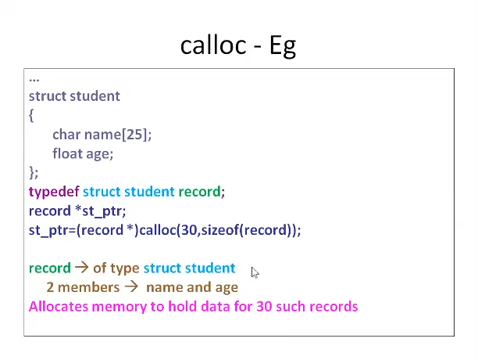 calloc - Eg
...
struct student
{
char name[25];
float age;
};
typedef struct student record;
record *st_ptr;
st_ptr=(record *)calloc(30,sizeof(record));
record → of type struct student
2 members → name and age
Allocates memory to hold data for 30 such records